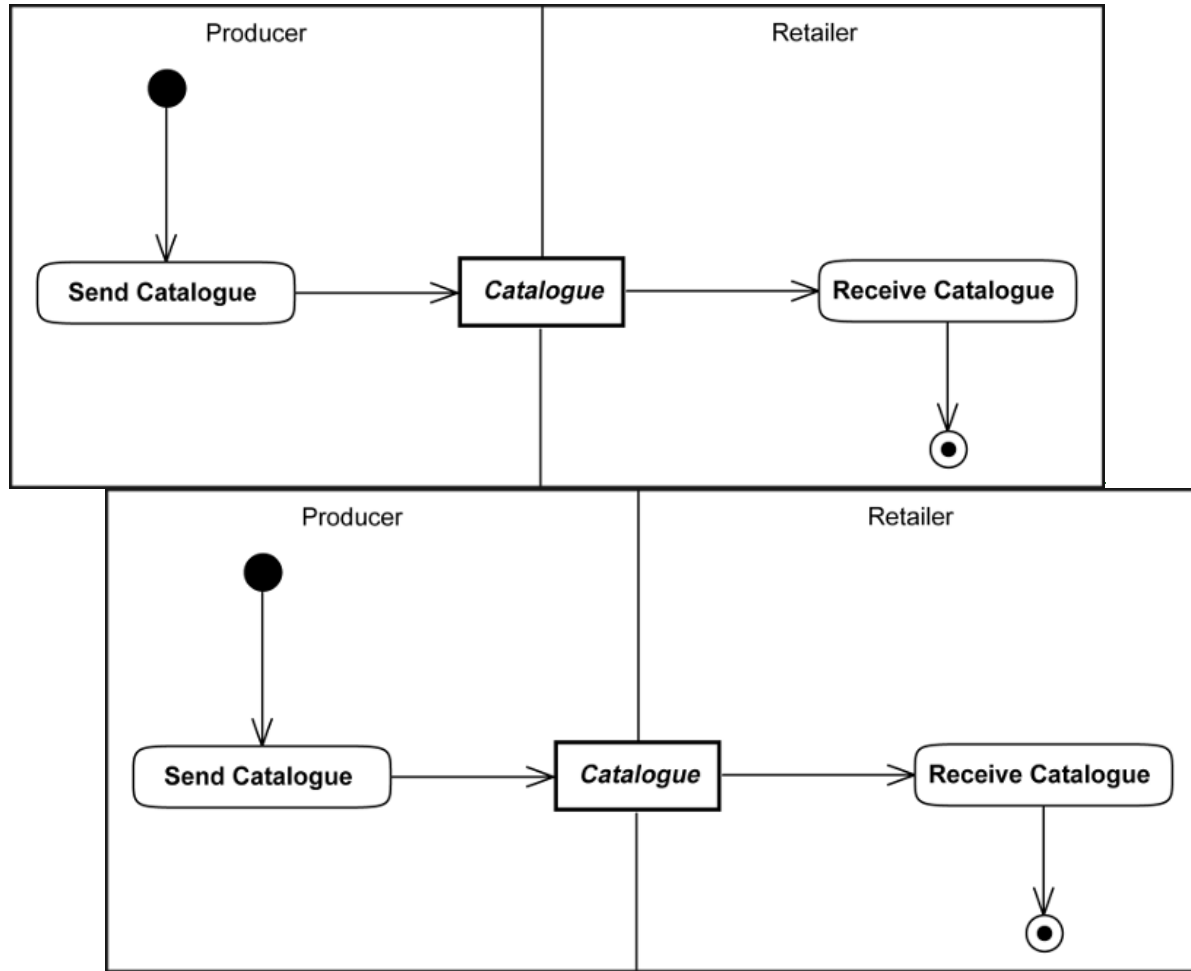 Producer
Retailer
Send Catalogue
Catalogue
Receive Catalogue
Producer
Retailer
Send Catalogue
Catalogue
Receive Catalogue